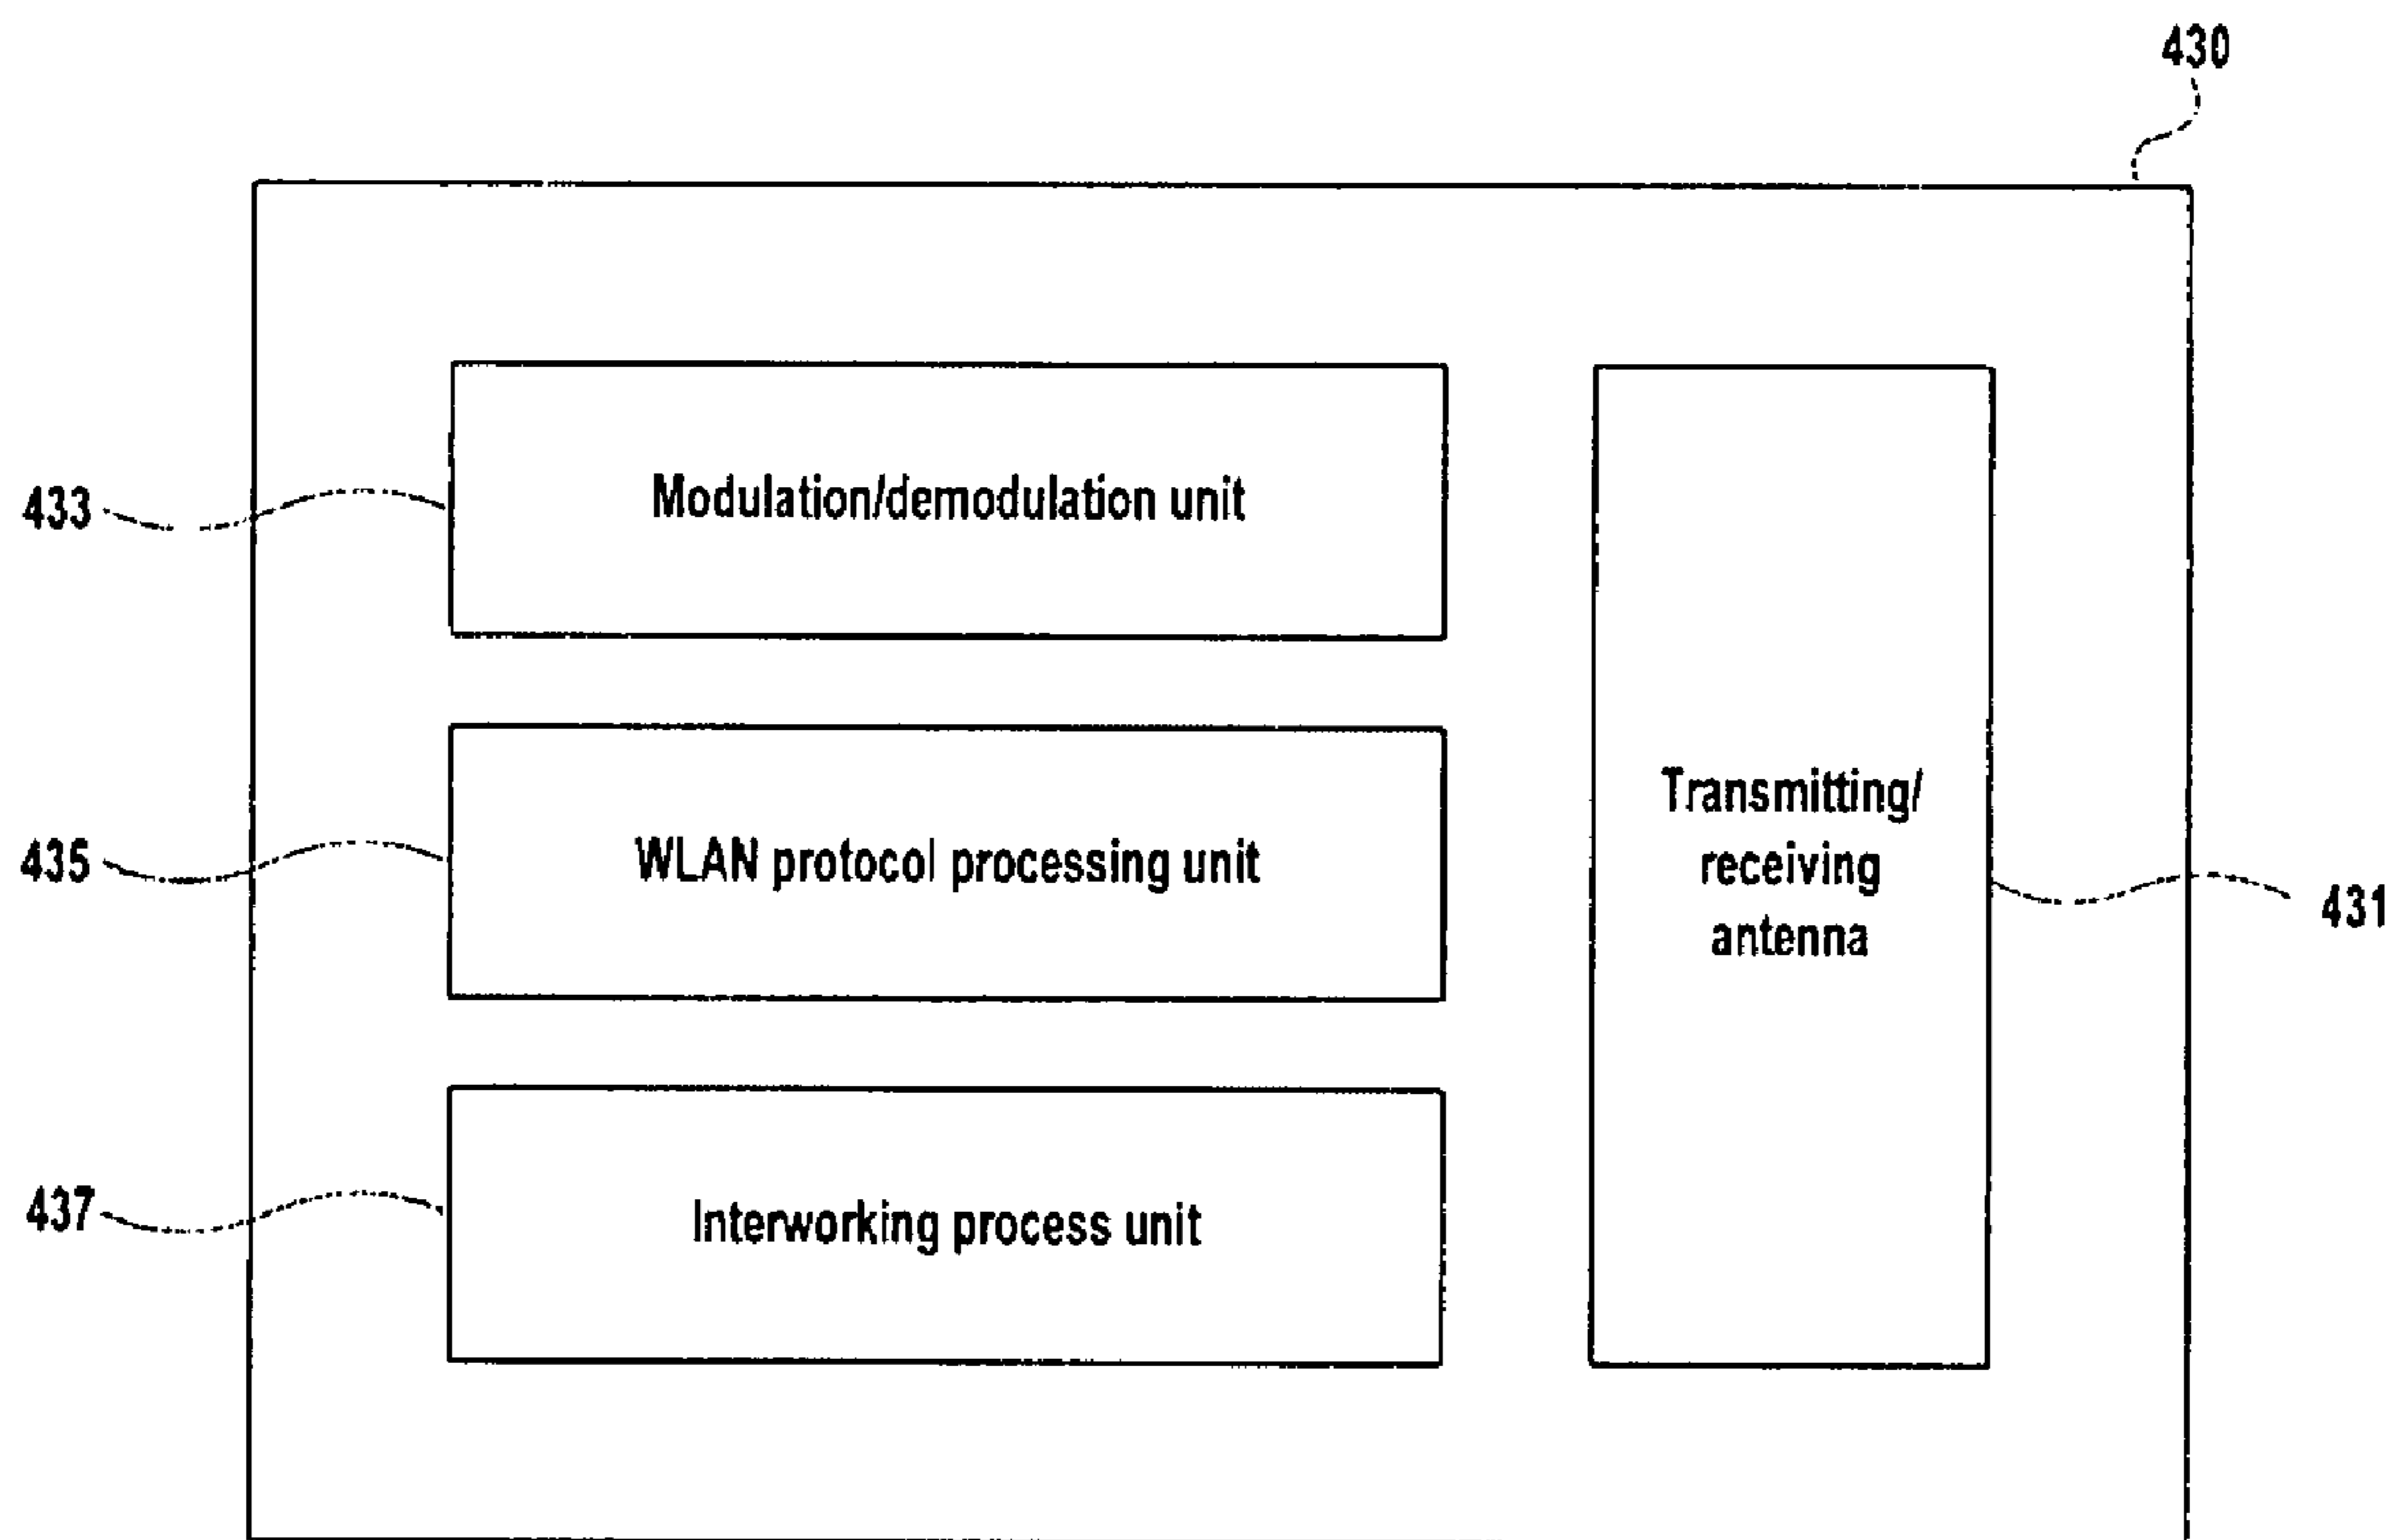 430
433
Modulation/demodulation unit
435
WLAN protocol processing unit
Transmitting/
receiving
antenna
431
437
Interworking process unit